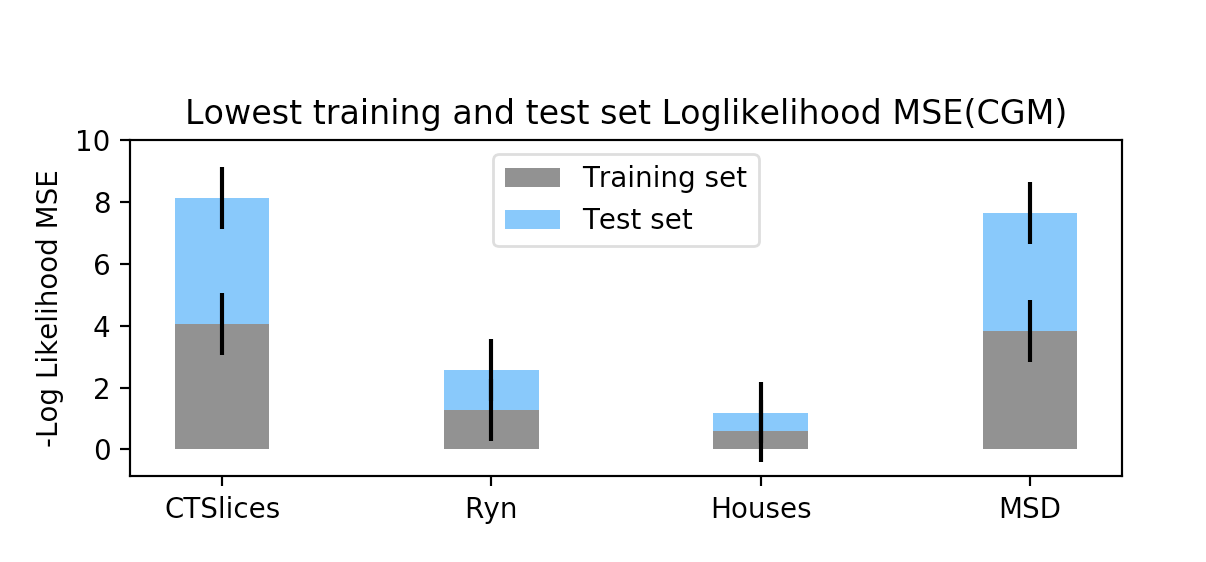 Lowest training and test set Loglikelihood MSE(CGM)
-Log Likelihood MSE
10
8
6
4
2
0
Training set
Test set
CTSlices
Ryn
Houses
MSD